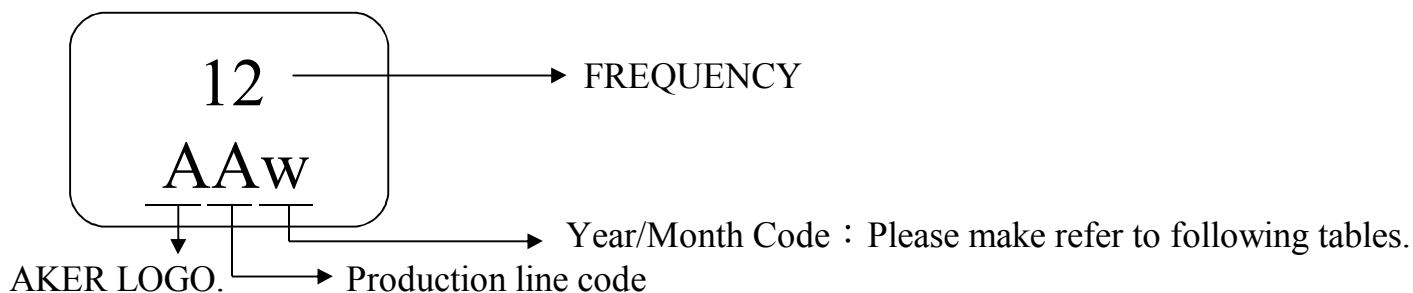 12
FREQUENCY
AAw
Year/Month Code：Please make refer to following tables.
AKER LOGO.
Production line code